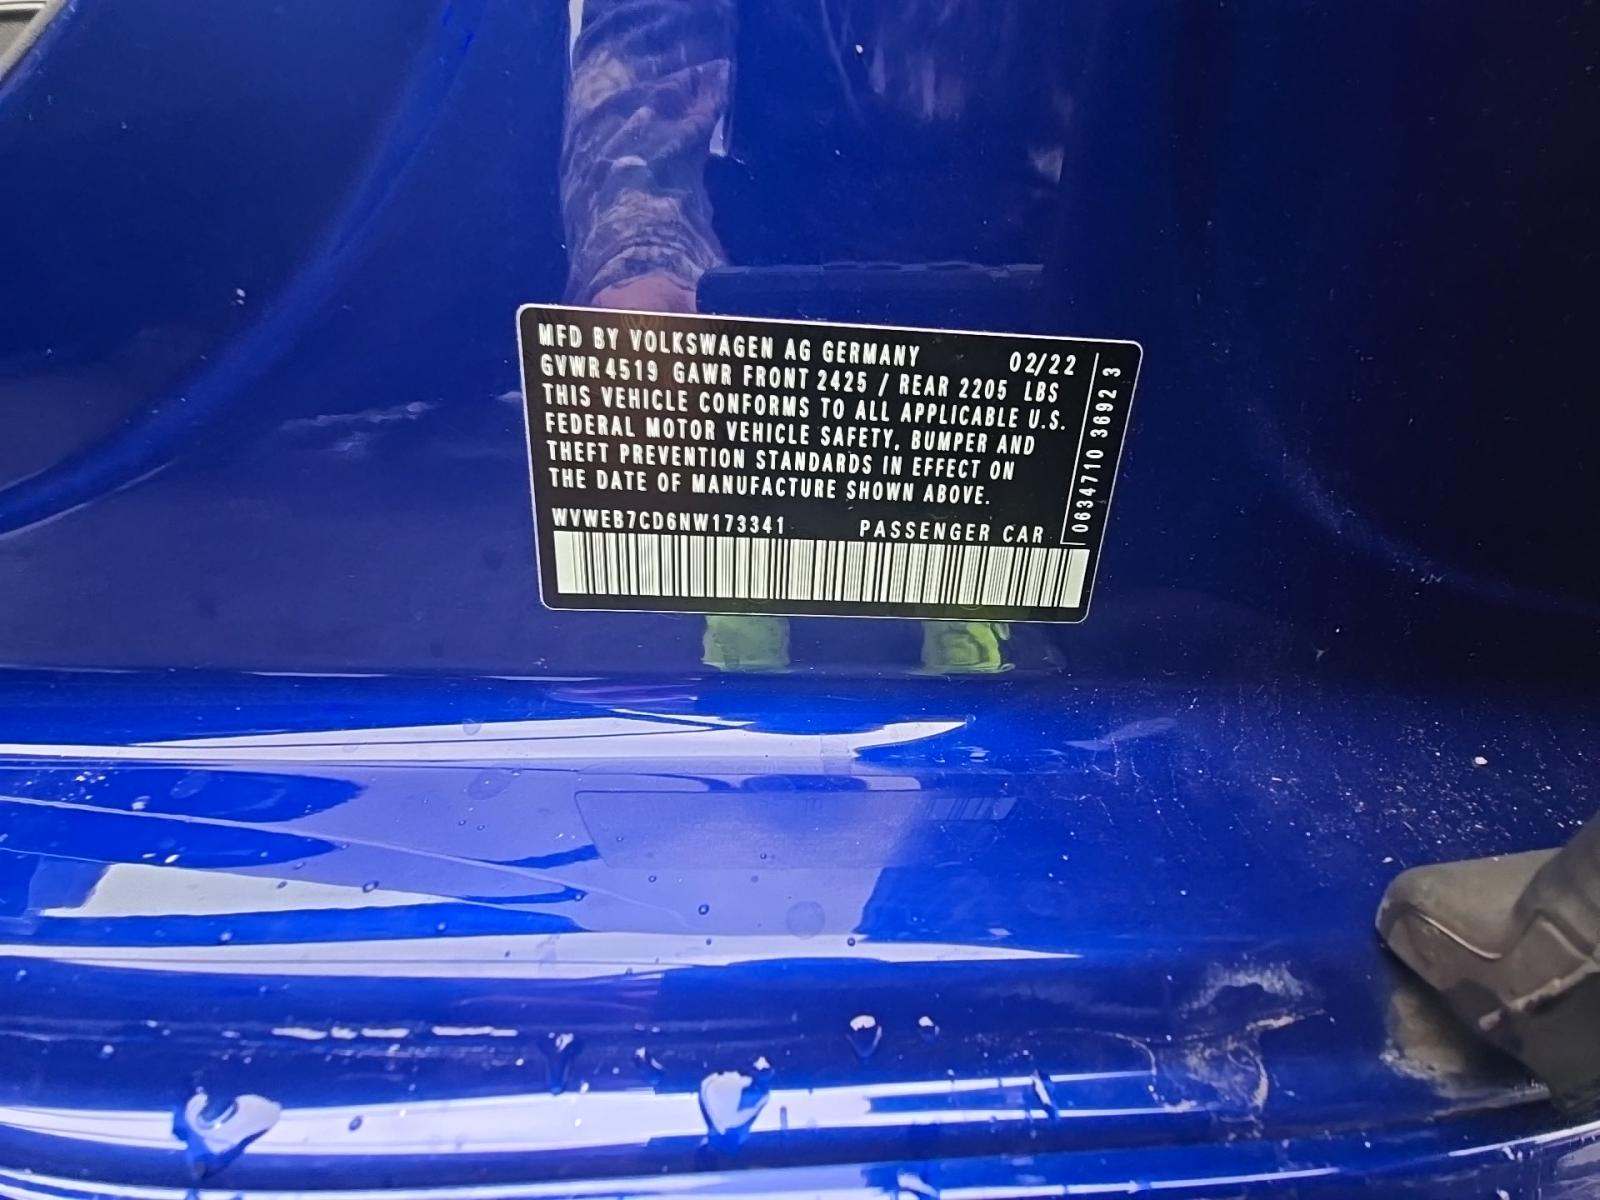 MFD BY VOLKSWAGEN AG GERMANY 02/22
GVWR 4519 GAWR FRONT 2425 / REAR 2205 LBS
THIS VEHICLE CONFORMS TO ALL APPLICABLE U.S.
FEDERAL MOTOR VEHICLE SAFETY, BUMPER AND
THEFT PREVENTION STANDARDS IN EFFECT ON
THE DATE OF MANUFACTURE SHOWN ABOVE.
WVWEB7CD6NW173341 PASSENGER CAR
0634710 3692 3